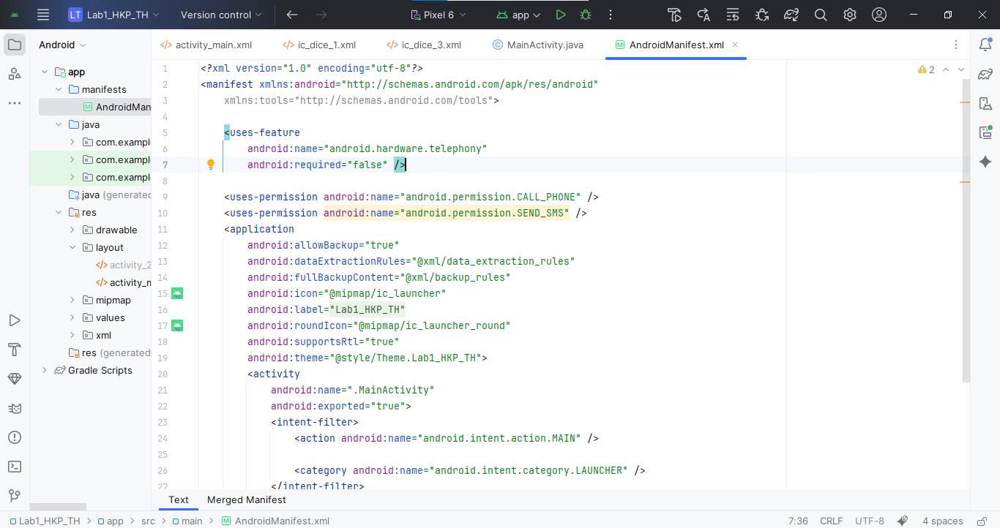 LT Lab1_HKP_TH Version control Pixel 6 app
Android activity_main.xml ic_dice_1.xml ic_dice_3.xml MainActivity.java AndroidManifest.xml
app
manifests
AndroidMan
java
com.exampl
com.example
com.example
java (generated
res
drawable
layout
activity_2
activity_m
mipmap
values
xml
res (generated
Gradle Scripts
2
1 <?xml version="1.0" encoding="utf-8"?>
2 <manifest xmlns:android="http://schemas.android.com/apk/res/android"
3 xmlns:tools="http://schemas.android.com/tools">
4
5 <uses-feature
6 android:name="android.hardware.telephony"
7 android:required="false" />
8
9 <uses-permission android:name="android.permission.CALL_PHONE" />
10 <uses-permission android:name="android.permission.SEND_SMS" />
11 <application
12 android:allowBackup="true"
13 android:dataExtractionRules="@xml/data_extraction_rules"
14 android:fullBackupContent="@xml/backup_rules"
15 android:icon="@mipmap/ic_launcher"
16 android:label="Lab1_HKP_TH"
17 android:roundIcon="@mipmap/ic_launcher_round"
18 android:supportsRtl="true"
19 android:theme="@style/Theme.Lab1_HKP_TH">
20 <activity
21 android:name=".MainActivity"
22 android:exported="true">
23 <intent-filter>
24 <action android:name="android.intent.action.MAIN" />
25
26 <category android:name="android.intent.category.LAUNCHER" />
27 </intent-filter>
Text Merged Manifest
Lab1_HKP_TH app src main AndroidManifest.xml 7:36 CRLF UTF-8 4 spaces